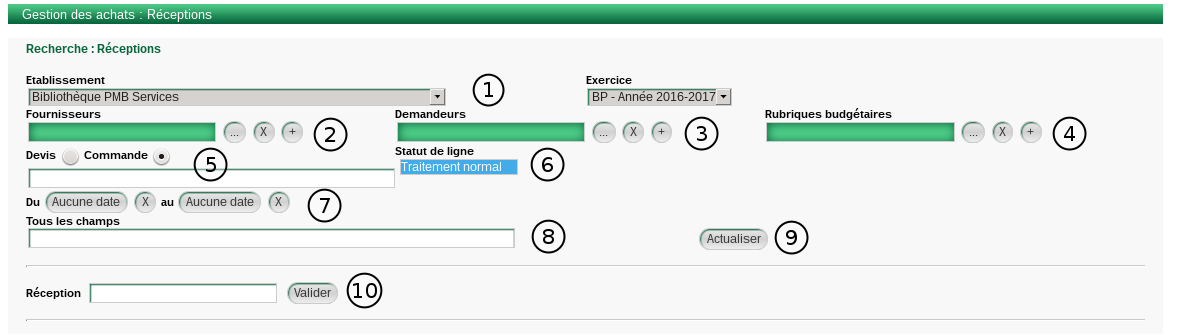 Gestion des achats : Réceptions
Recherche : Réceptions
Etablissement Exercice
Bibliothèque PMB Services 1 BP - Année 2016-2017
Fournisseurs Demandeurs Rubriques budgétaires
... X + 2 ... X + 3 ... X + 4
Devis Commande 5 Statut de ligne
Traitement normal 6
Du Aucune date X au Aucune date X 7
Tous les champs
8 Actualiser 9
Réception Valider 10